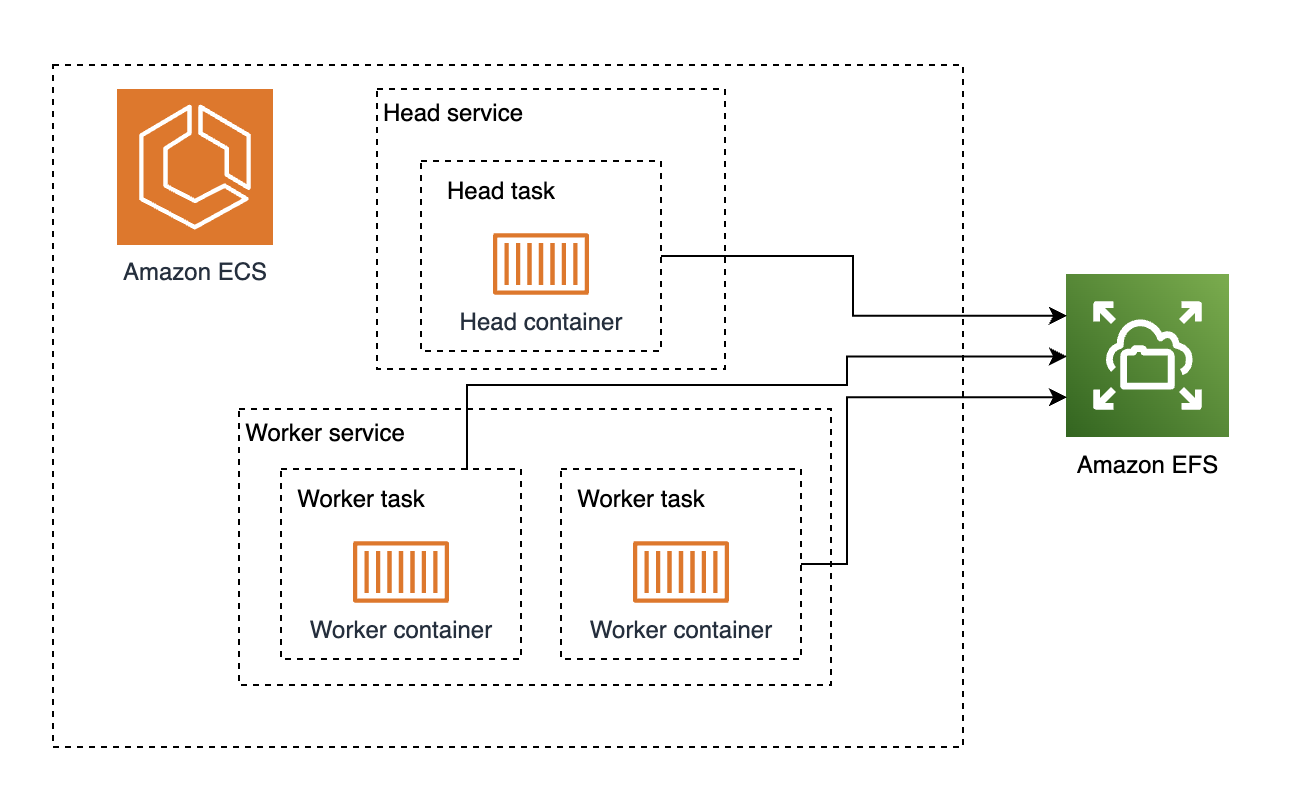 Amazon ECS
Head service
Head task
Head container
Worker service
Worker task
Worker container
Worker task
Worker container
Amazon EFS